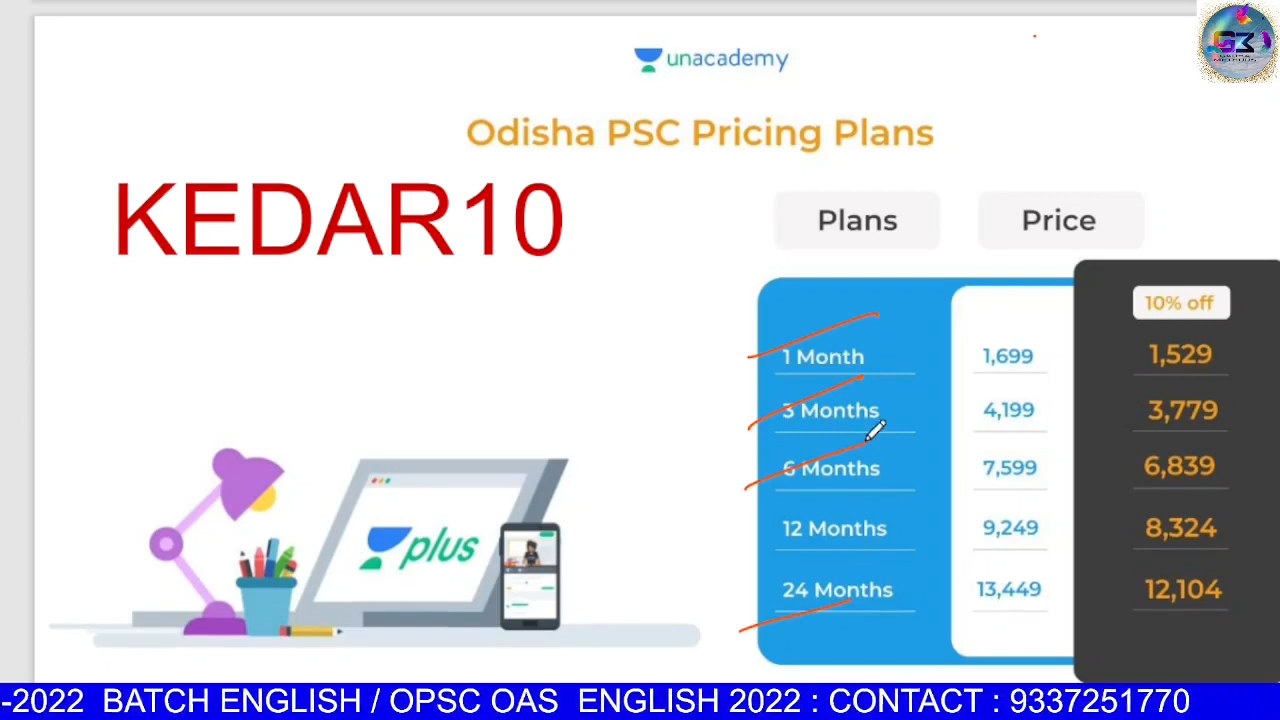 unacademy
Odisha PSC Pricing Plans
KEDAR10
Plans Price
10% off
1 Month 1,699 1,529
3 Months 4,199 3,779
6 Months 7,599 6,839
12 Months 9,249 8,324
24 Months 13,449 12,104
plus
-2022 BATCH ENGLISH / OPSC OAS ENGLISH 2022 : CONTACT : 9337251770